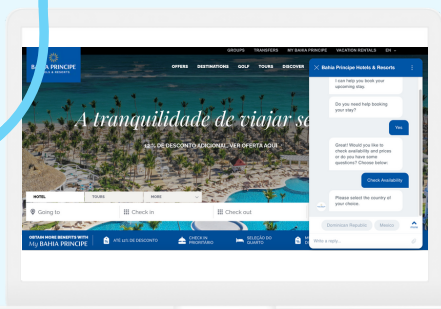 GROUPS TRANSFERS MY BAHIA PRINCIPE VACATION RENTALS EN
BAHIA PRINCIPE
HOTELS & RESORTS
OFFERS DESTINATIONS GOLF TOURS DISCOVER
A tranquilidade de viajar se
DE DESCONTO ADICIONAL. VER OFERTA AQUI
HOTEL TOURS MORE
Going to Check in Check out
OBTAIN MORE BENEFITS WITH
My BAHIA PRINCIPE
ATÉ DE DESCONTO
CHECK-IN
PRIORITÁRIO
SELEÇÃO DO
QUARTO
Bahia Principe Hotels & Resorts
I can help you book your
upcoming stay.
Do you need help booking
your stay?
Yes
Great! Would you like to
check availability and prices
or do you have some
questions? Choose below:
Check Availability
Please select the country of
your choice.
Dominican Republic Mexico
Write a reply...